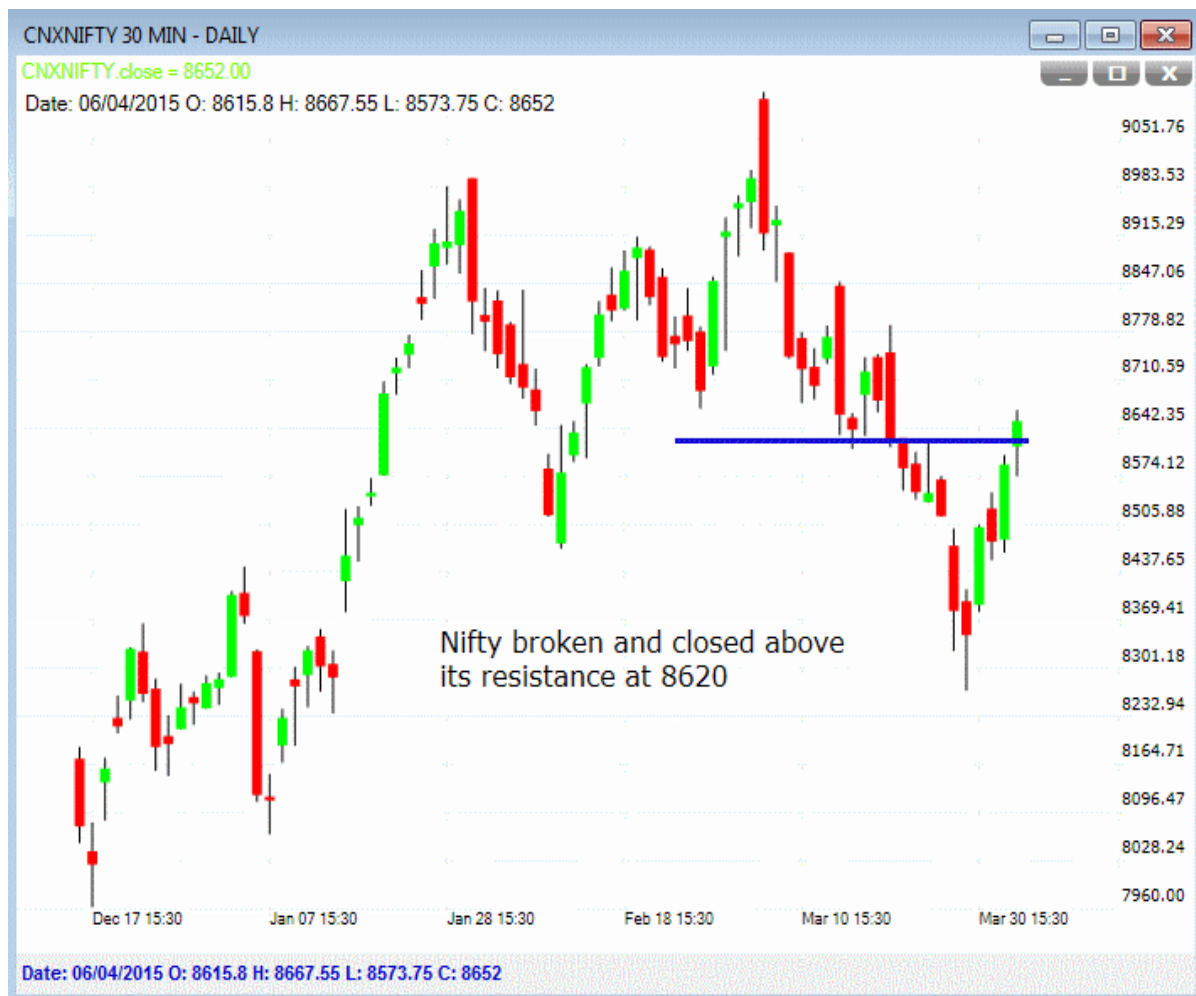 CNXNIFTY 30 MIN - DAILY
CNXNIFTY.close = 8652.00
Date: 06/04/2015 O: 8615.8 H: 8667.55 L: 8573.75 C: 8652
9051.76
8983.53
8915.29
8847.06
8778.82
8710.59
8642.35
8574.12
8505.88
8437.65
8369.41
8301.18
8232.94
8164.71
8096.47
8028.24
7960.00
Nifty broken and closed above
its resistance at 8620
Dec 17 15:30 Jan 07 15:30 Jan 28 15:30 Feb 18 15:30 Mar 10 15:30 Mar 30 15:30
Date: 06/04/2015 O: 8615.8 H: 8667.55 L: 8573.75 C: 8652